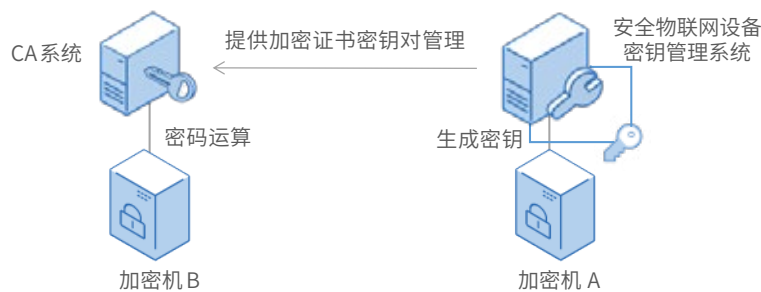 CA系统
提供加密证书密钥对管理
安全物联网设备
密钥管理系统
密码运算
生成密钥
加密机B
加密机 A